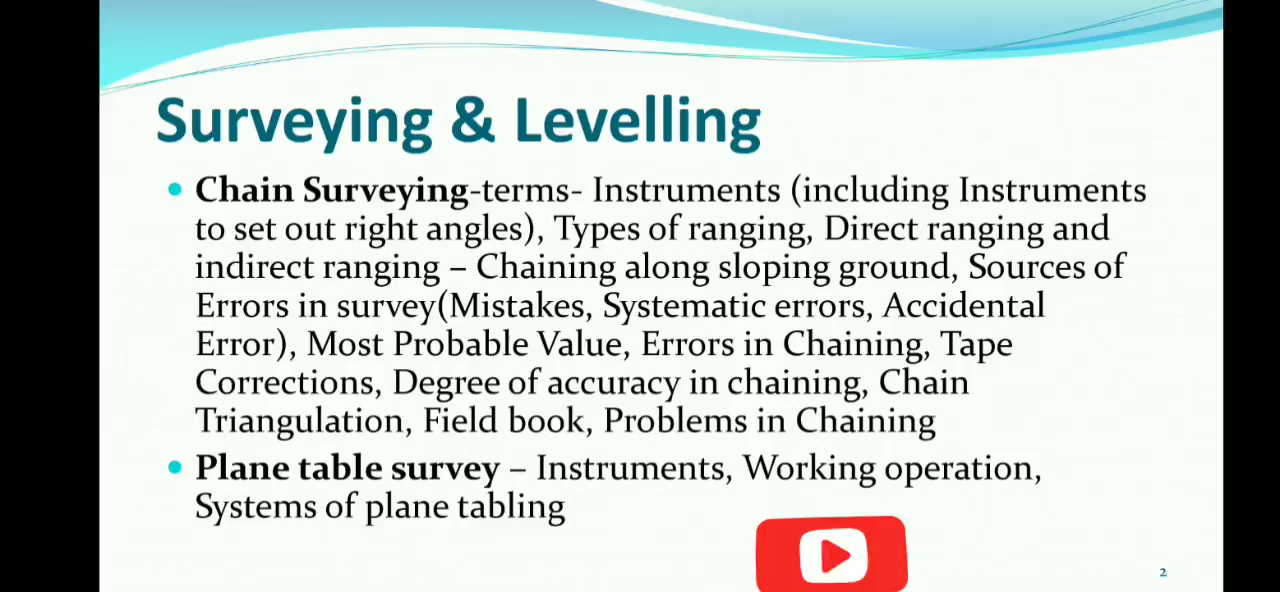 Surveying & Levelling
• Chain Surveying-terms- Instruments (including Instruments
to set out right angles), Types of ranging, Direct ranging and
indirect ranging – Chaining along sloping ground, Sources of
Errors in survey(Mistakes, Systematic errors, Accidental
Error), Most Probable Value, Errors in Chaining, Tape
Corrections, Degree of accuracy in chaining, Chain
Triangulation, Field book, Problems in Chaining
• Plane table survey – Instruments, Working operation,
Systems of plane tabling
2